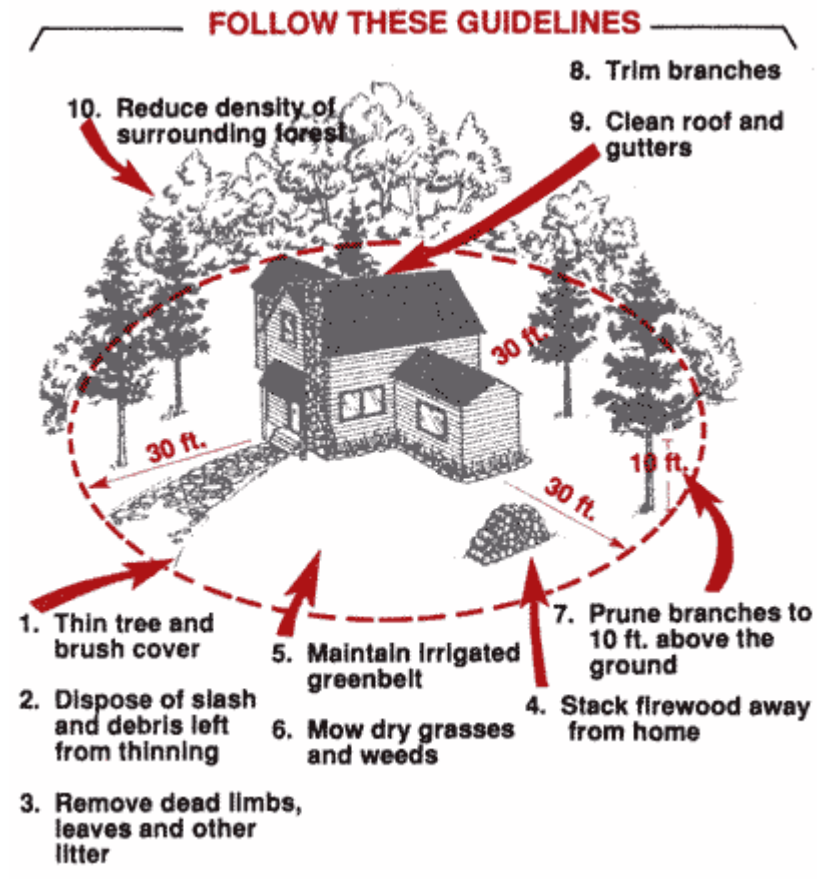 FOLLOW THESE GUIDELINES
8. Trim branches
10. Reduce density of
surrounding forest
9. Clean roof and
gutters
30 ft.
30 ft.
10 ft.
30 ft.
1. Thin tree and
brush cover
2. Dispose of slash
and debris left
from thinning
3. Remove dead limbs,
leaves and other
litter
5. Maintain irrigated
greenbelt
6. Mow dry grasses
and weeds
7. Prune branches to
10 ft. above the
ground
4. Stack firewood away
from home